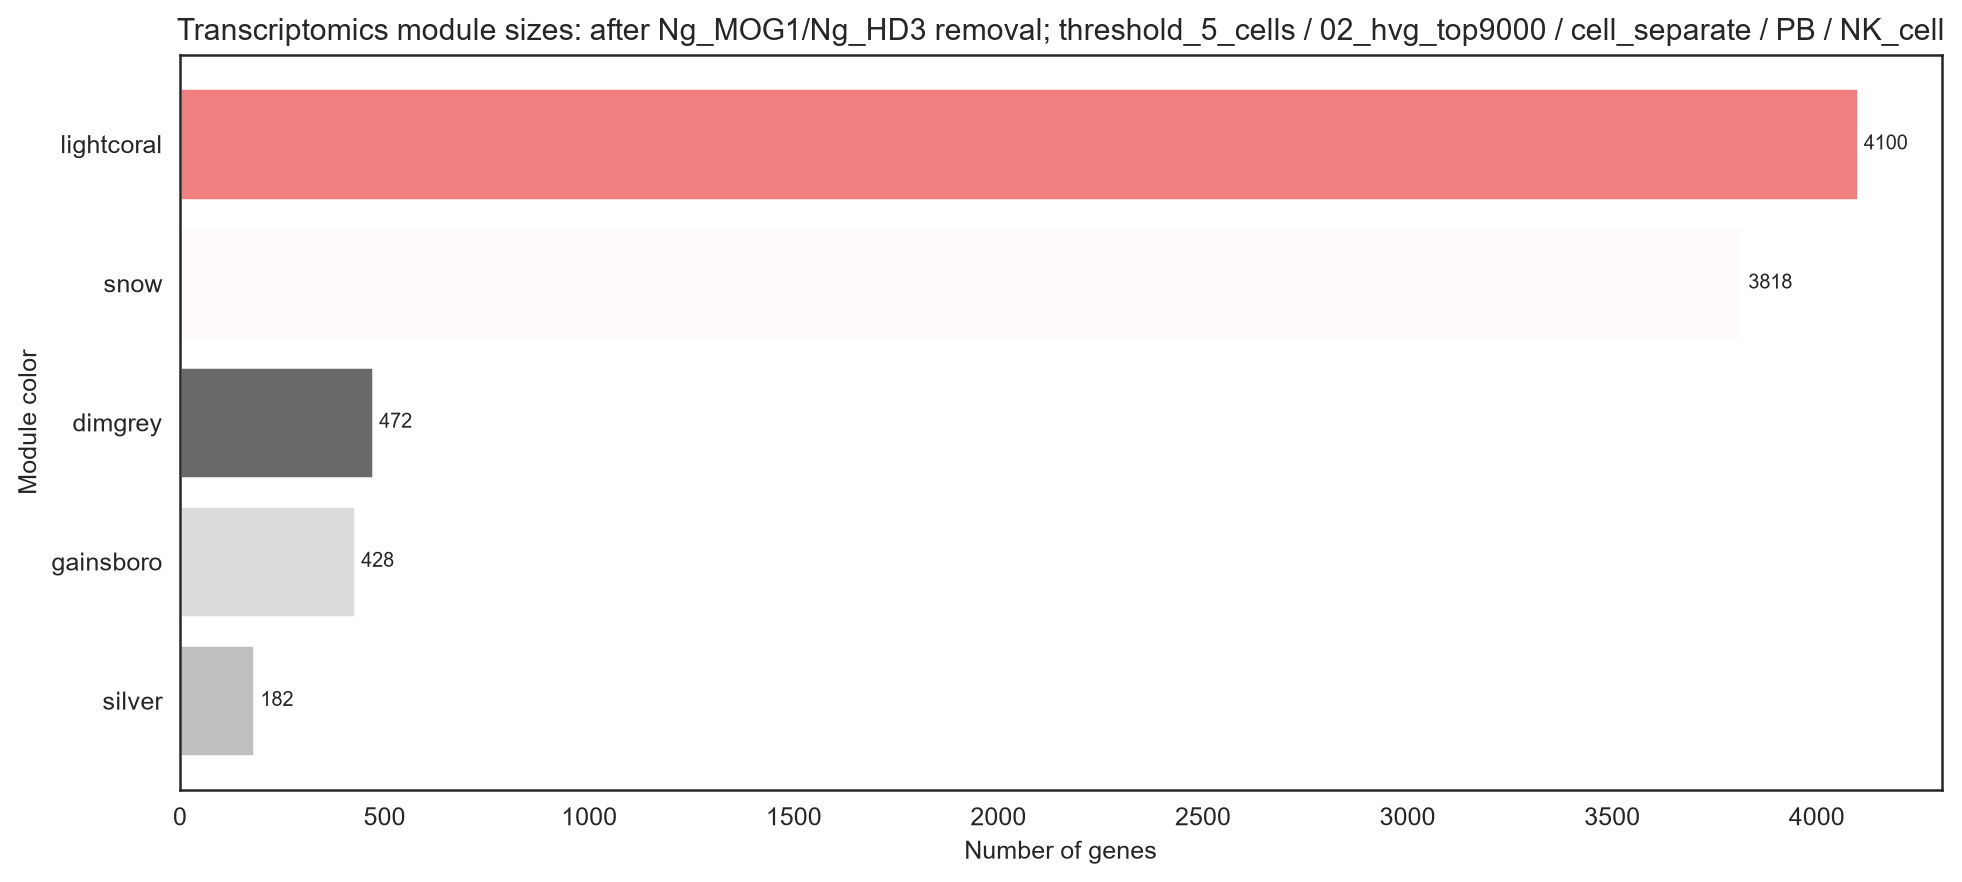 Transcriptomics module sizes: after Ng_MOG1/Ng_HD3 removal; threshold_5_cells / 02_hvg_top9000 / cell_separate / PB / NK_cell
lightcoral
4100
snow
3818
dimgrey
472
gainsboro
428
silver
182
Module color
0 500 1000 1500 2000 2500 3000 3500 4000
Number of genes